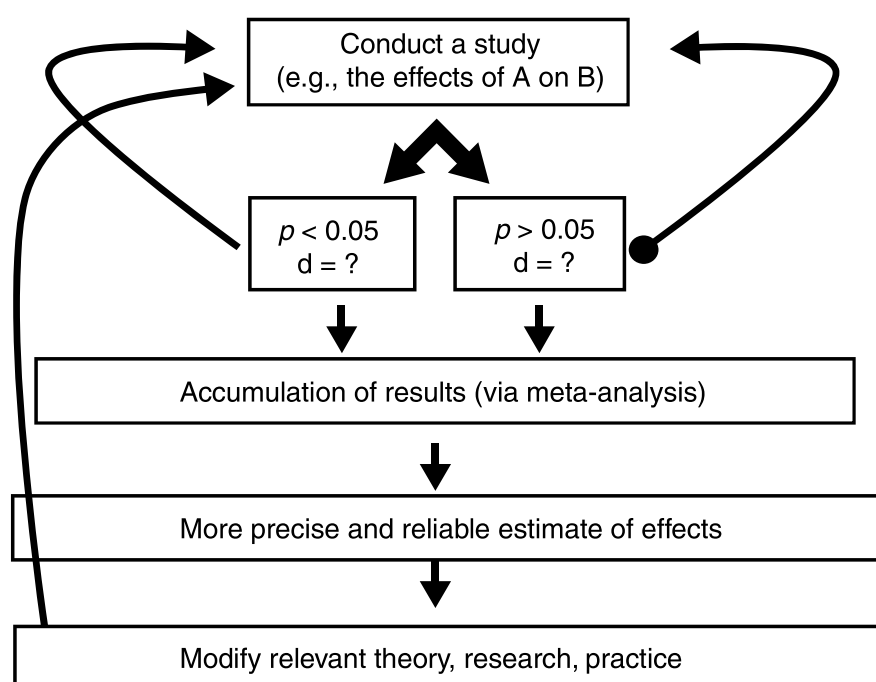 Conduct a study
(e.g., the effects of A on B)
p < 0.05
d = ?
p > 0.05
d = ?
Accumulation of results (via meta-analysis)
More precise and reliable estimate of effects
Modify relevant theory, research, practice